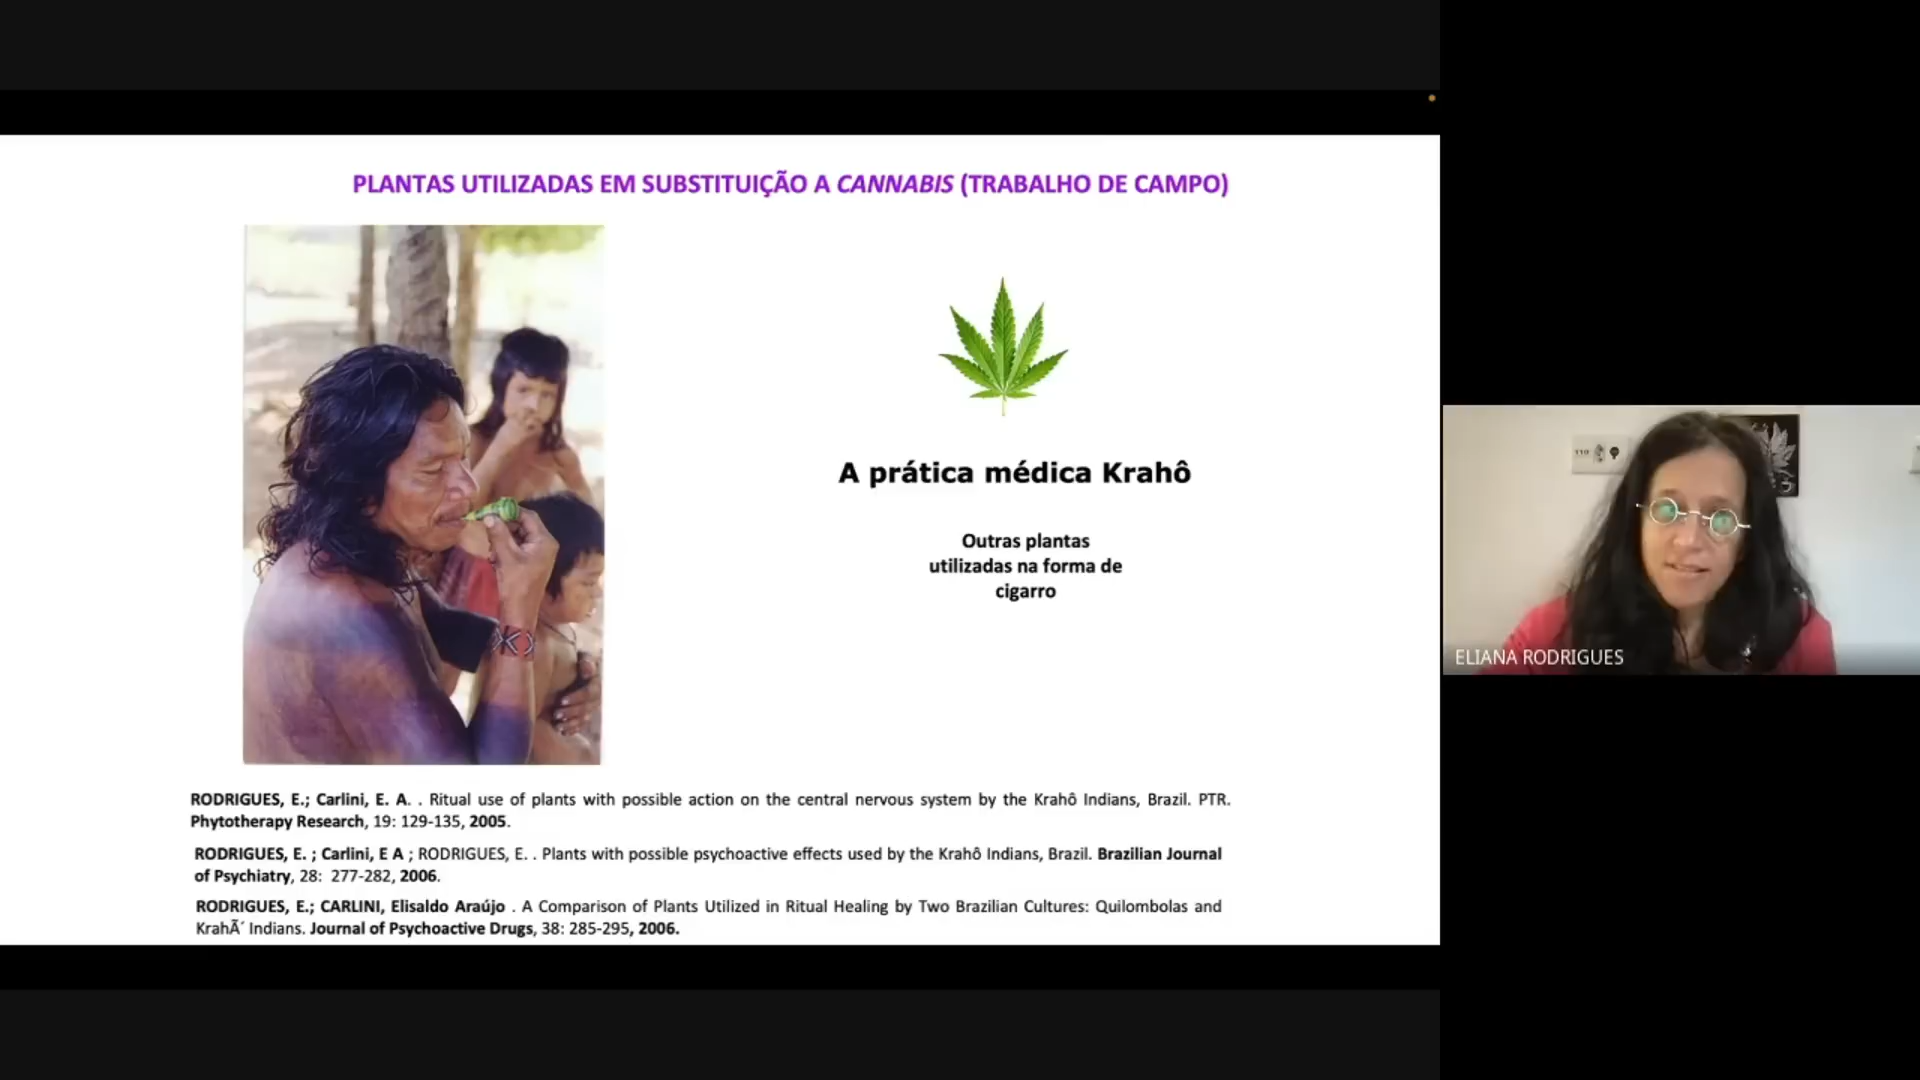 PLANTAS UTILIZADAS EM SUBSTITUIÇÃO A CANNABIS (TRABALHO DE CAMPO)
A prática médica Krahô
Outras plantas
utilizadas na forma de
cigarro
RODRIGUES, E.; Carlini, E. A. . Ritual use of plants with possible action on the central nervous system by the Krahô Indians, Brazil. PTR.
Phytotherapy Research, 19: 129-135, 2005.
RODRIGUES, E. ; Carlini, E A ; RODRIGUES, E. . Plants with possible psychoactive effects used by the Krahô Indians, Brazil. Brazilian Journal
of Psychiatry, 28: 277-282, 2006.
RODRIGUES, E.; CARLINI, Elisaldo Araújo . A Comparison of Plants Utilized in Ritual Healing by Two Brazilian Cultures: Quilombolas and
KrahÃ´ Indians. Journal of Psychoactive Drugs, 38: 285-295, 2006.
110
ELIANA RODRIGUES